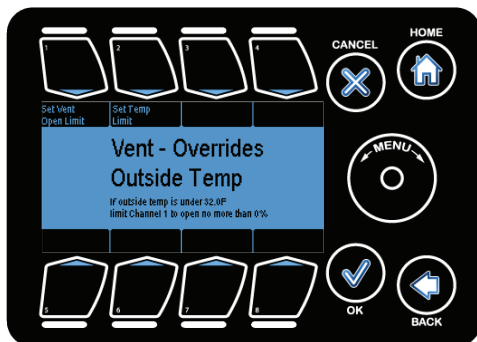 HOME
CANCEL
1
2
3
4
Set Vent
Open Limit
Set Temp
Limit
Vent - Overrides
Outside Temp
If outside temp is under 32.0F
limit Channel 1 to open no more than 0%
MENU
5
6
7
8
OK
BACK